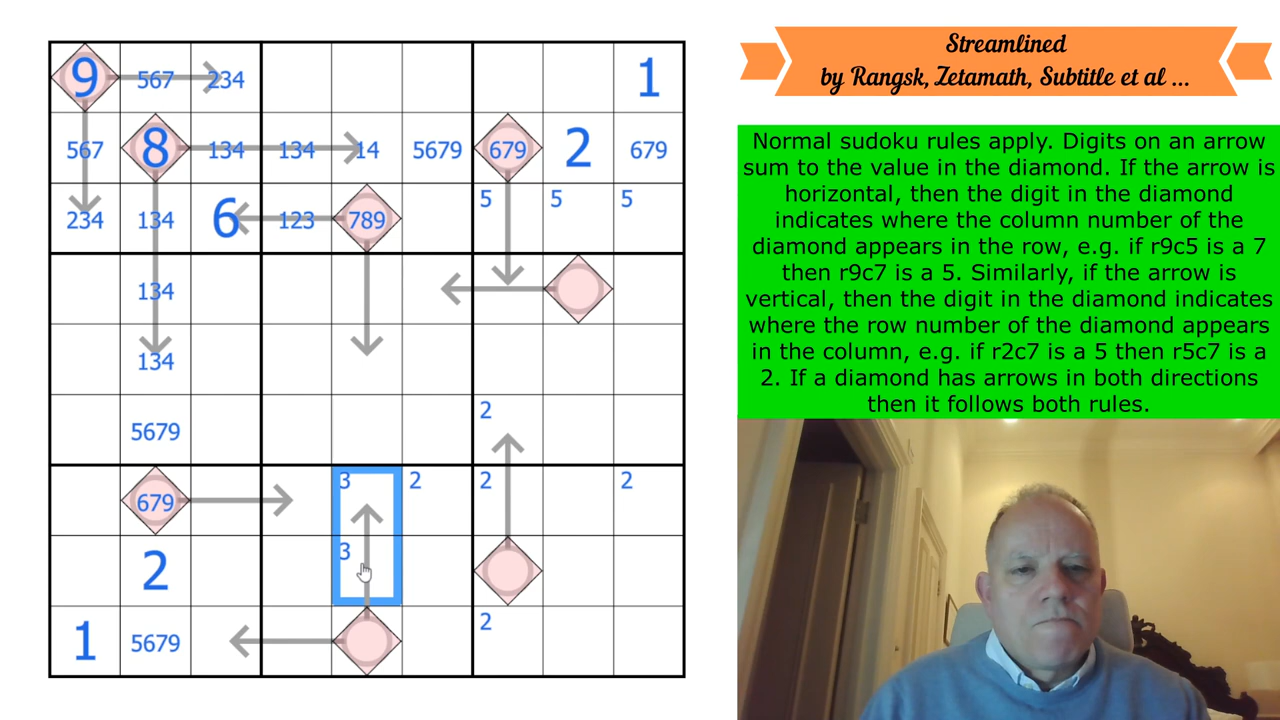 Streamlined
by Rangsk, Zetamath, Subtitle et al ...
Normal sudoku rules apply. Digits on an arrow
sum to the value in the diamond. If the arrow is
horizontal, then the digit in the diamond
indicates where the column number of the
diamond appears in the row, e.g. if r9c5 is a 7
then r9c7 is a 5. Similarly, if the arrow is
vertical, then the digit in the diamond indicates
where the row number of the diamond appears
in the column, e.g. if r2c7 is a 5 then r5c7 is a
2. If a diamond has arrows in both directions
then it follows both rules.
9 567 234 1
567 8 134 134 14 5679 679 2 679
234 134 6 123 789 5 5 5
134
134
5679 2
679 3 2 2 2
2 3
1 5679 2